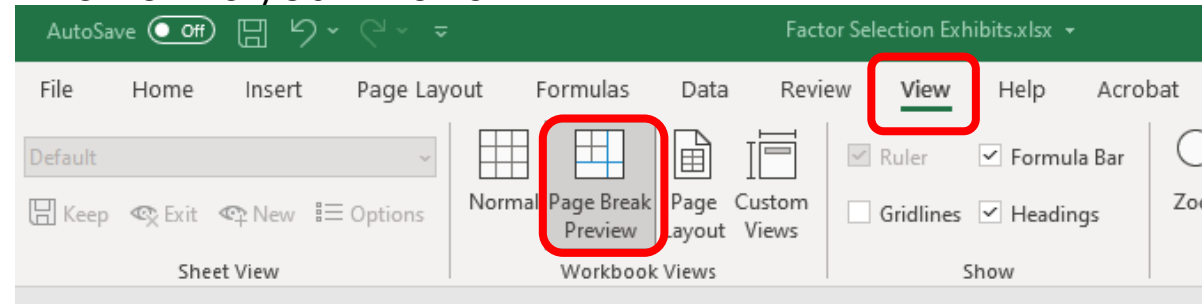 AutoSave Off Factor Selection Exhibits.xlsx
File Home Insert Page Layout Formulas Data Review View Help Acrobat
Default
Keep Exit New Options
Normal
Page Break
Preview
Page
Layout
Custom
Views
Ruler
Formula Bar
Gridlines
Headings
Sheet View Workbook Views Show